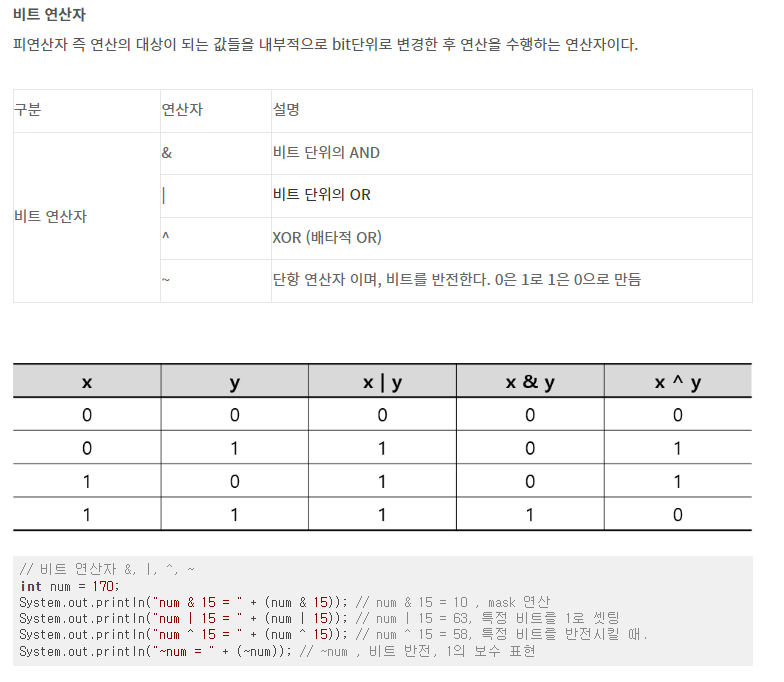 비트 연산자
피연산자 즉 연산의 대상이 되는 값들을 내부적으로 bit단위로 변경한 후 연산을 수행하는 연산자이다.
구분 연산자 설명
비트 연산자
& 비트 단위의 AND
| 비트 단위의 OR
^ XOR (배타적 OR)
~ 단항 연산자 이며, 비트를 반전한다. 0은 1로 1은 0으로 만듬
x y x | y x & y x ^ y
0 0 0 0 0
0 1 1 0 1
1 0 1 0 1
1 1 1 1 0
// 비트 연산자 &, |, ^, ~
int num = 170;
System.out.println("num & 15 = " + (num & 15)); // num & 15 = 10 , mask 연산
System.out.println("num | 15 = " + (num | 15)); // num | 15 = 63, 특정 비트를 1로 셋팅
System.out.println("num ^ 15 = " + (num ^ 15)); // num ^ 15 = 58, 특정 비트를 반전시킬 때.
System.out.println("~num = " + (~num)); // ~num , 비트 반전, 1의 보수 표현